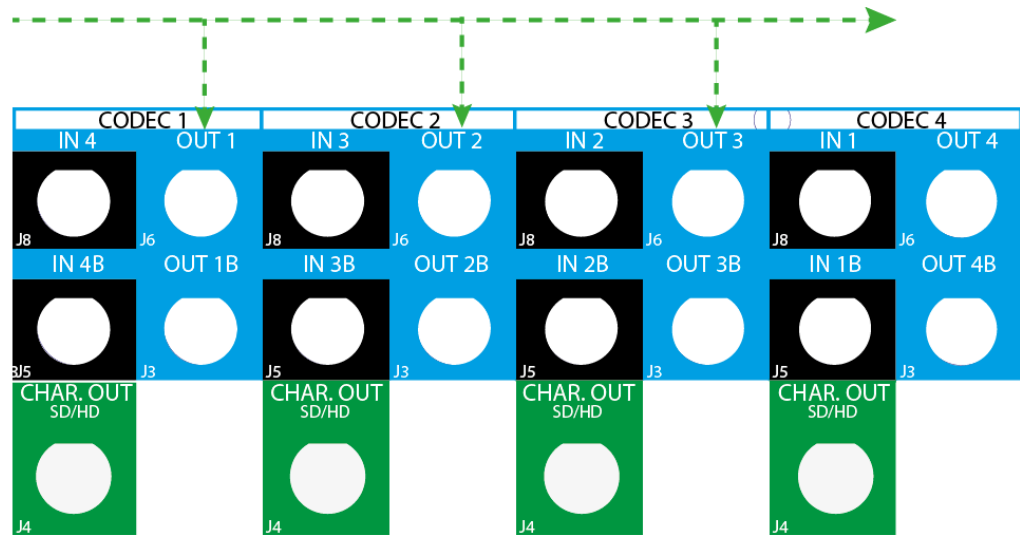 CODEC 1 CODEC 2 CODEC 3 CODEC 4
IN 4 OUT 1 IN 3 OUT 2 IN 2 OUT 3 IN 1 OUT 4
J8 J6 J8 J6 J8 J6 J8 J6
IN 4B OUT 1B IN 3B OUT 2B IN 2B OUT 3B IN 1B OUT 4B
J5 J3 J5 J3 J5 J3 J5 J3
CHAR. OUT CHAR. OUT CHAR. OUT CHAR. OUT
SD/HD SD/HD SD/HD SD/HD
J4 J4 J4 J4